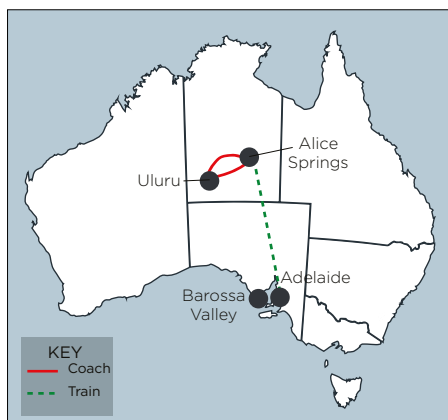 Alice
Springs
Uluru
Adelaide
Barossa
Valley
KEY
Coach
Train